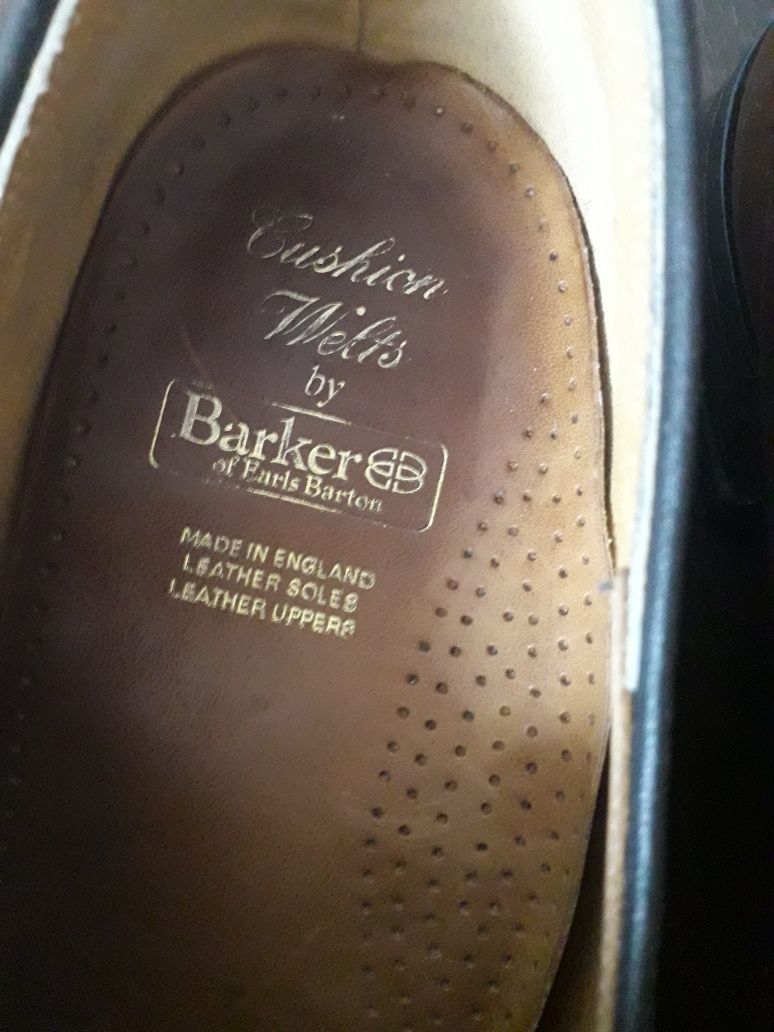 Cushion
Welts
by
Barker
of Earls Barton
MADE IN ENGLAND
LEATHER SOLES
LEATHER UPPERS